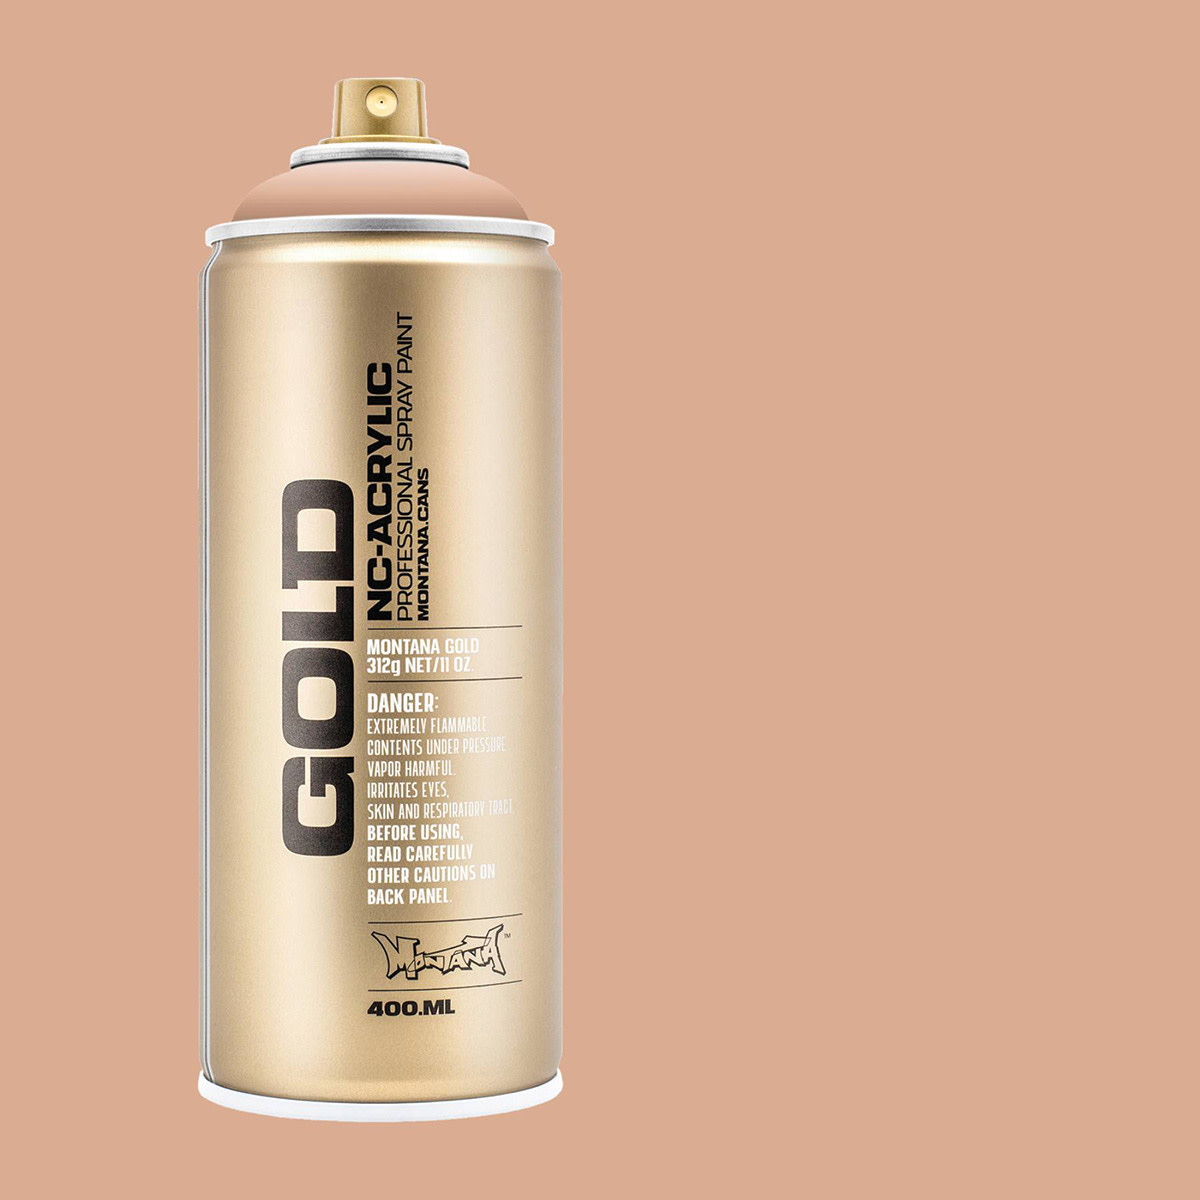 GOLD
NC-ACRYLIC
PROFESSIONAL SPRAY PAINT
MONTANA.CANS
MONTANA GOLD
312g NET/11 OZ.
DANGER:
EXTREMELY FLAMMABLE
CONTENTS UNDER PRESSURE
VAPOR HARMFUL.
IRRITATES EYES,
SKIN AND RESPIRATORY TRACT.
BEFORE USING,
READ CAREFULLY
OTHER CAUTIONS ON
BACK PANEL.
MONTANA™
400.ML